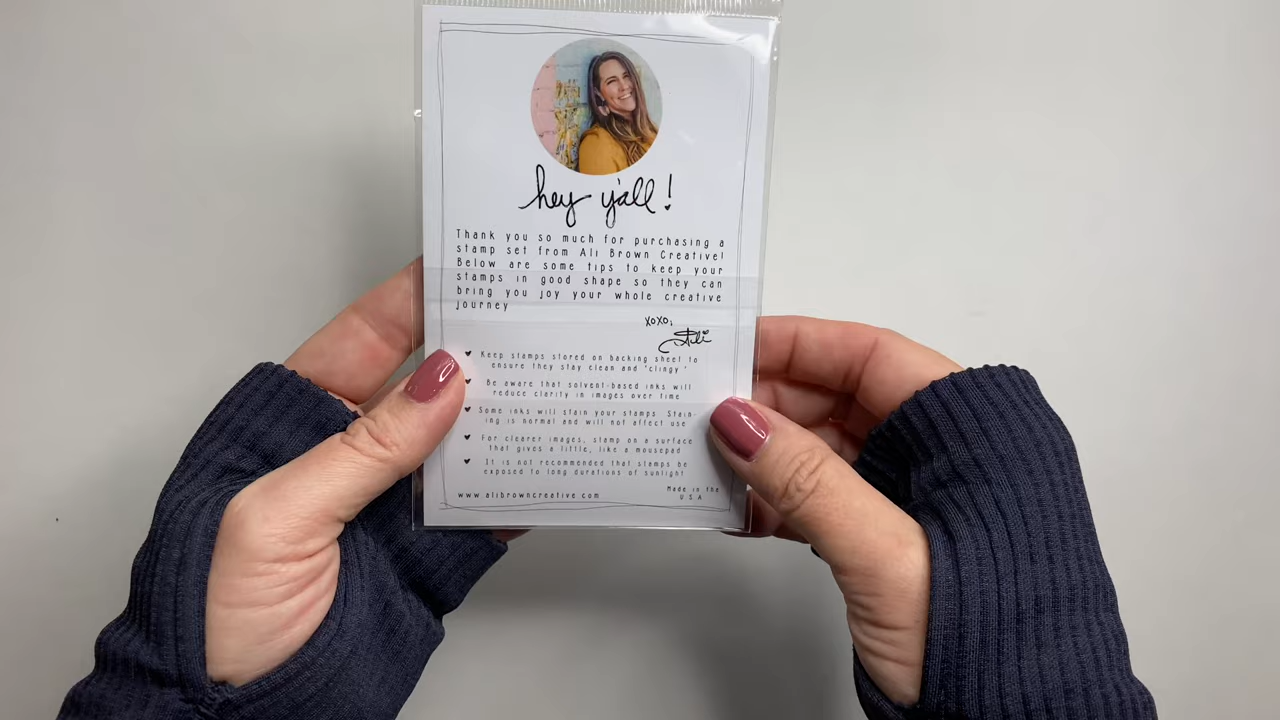 hey y'all!
Thank you so much for purchasing a
stamp set from Ali Brown Creative!
Below are some tips to keep your
stamps in good shape so they can
bring you joy your whole creative
journey
xoxo,
Ali
Keep stamps stored on backing sheet to
ensure they stay clean and "clingy."
Be aware that solvent-based inks will
reduce clarity in images over time
Some inks will stain your stamps. Stain-
ing is normal and will not affect use
For clearer images, stamp on a surface
that gives a little, like a mousepad
It is not recommended that stamps be
exposed to long durations of sunlight
www.alibrowncreative.com
Made in the
USA